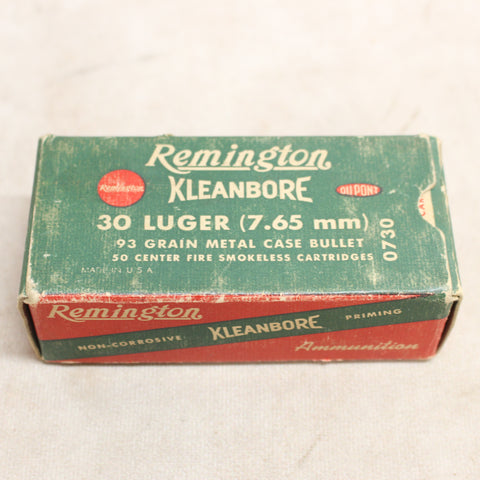 Remington
Remington
KLEANBORE
DU PONT
30 LUGER (7.65 mm)
93 GRAIN METAL CASE BULLET
50 CENTER FIRE SMOKELESS CARTRIDGES
0730
MADE IN U.S.A
Remington
NON-CORROSIVE
KLEANBORE
PRIMING
Ammunition